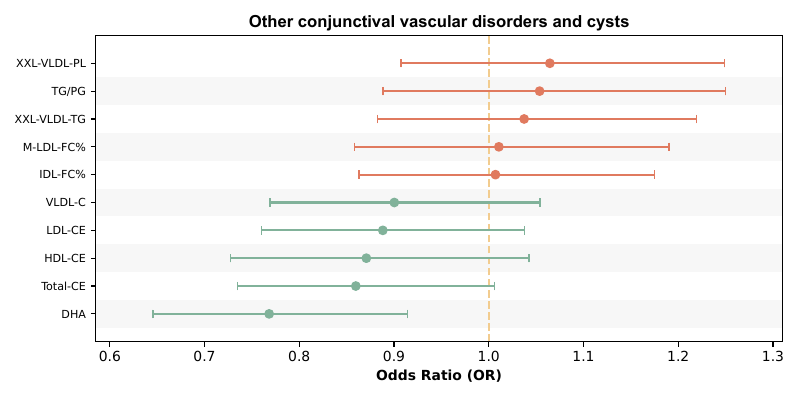 Other conjunctival vascular disorders and cysts
XXL-VLDL-PL
TG/PG
XXL-VLDL-TG
M-LDL-FC%
IDL-FC%
VLDL-C
LDL-CE
HDL-CE
Total-CE
DHA
0.6 0.7 0.8 0.9 1.0 1.1 1.2 1.3
Odds Ratio (OR)